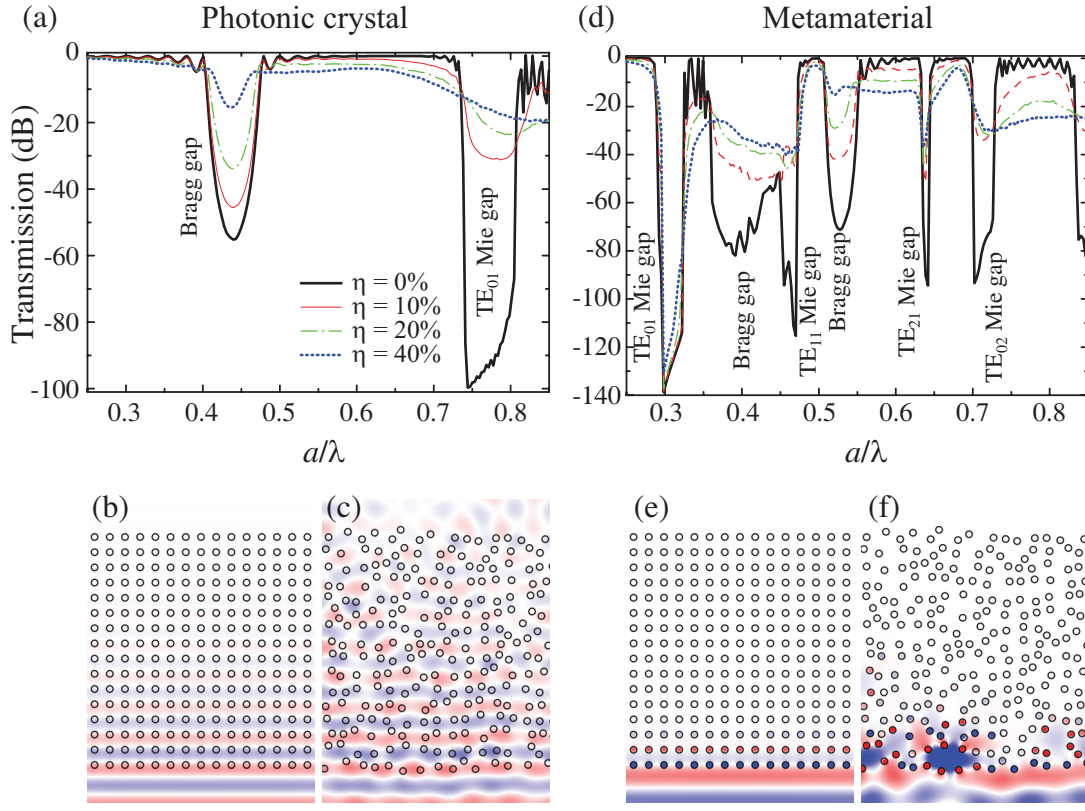 (a) Photonic crystal
Transmission (dB)
0
-20
-40
-60
-80
-100
Bragg gap
TE01 Mie gap
η = 0%
η = 10%
η = 20%
η = 40%
0.3 0.4 0.5 0.6 0.7 0.8
a/λ
(d) Metamaterial
0
-20
-40
-60
-80
-100
-120
-140
TE01 Mie gap
Bragg gap
TE11 Mie gap
Bragg gap
TE21 Mie gap
TE02 Mie gap
0.3 0.4 0.5 0.6 0.7 0.8
a/λ
(b)
(c)
(e)
(f)